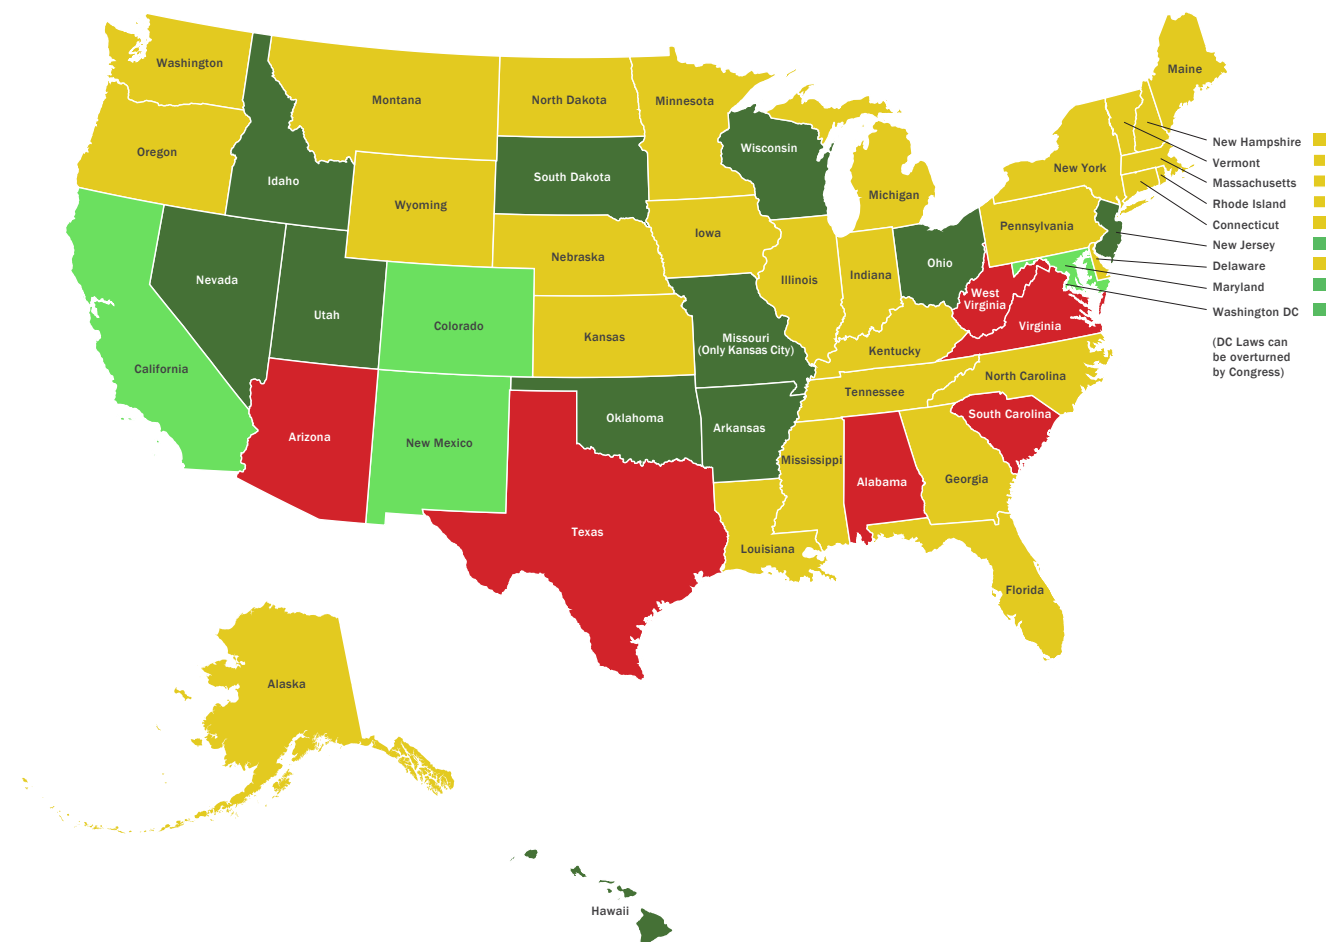 Washington
Montana
North Dakota
Minnesota
Maine
Oregon
Idaho
Wyoming
South Dakota
Wisconsin
Michigan
New York
New Hampshire
Vermont
Massachusetts
Rhode Island
Connecticut
New Jersey
Delaware
Maryland
Washington DC
(DC Laws can
be overturned
by Congress)
Nevada
Utah
Colorado
Nebraska
Iowa
Illinois
Indiana
Ohio
Pennsylvania
West
Virginia
Virginia
California
Kansas
Missouri
(Only Kansas City)
Kentucky
Tennessee
North Carolina
South Carolina
Arizona
New Mexico
Oklahoma
Arkansas
Mississippi
Alabama
Georgia
Texas
Louisiana
Florida
Alaska
Hawaii